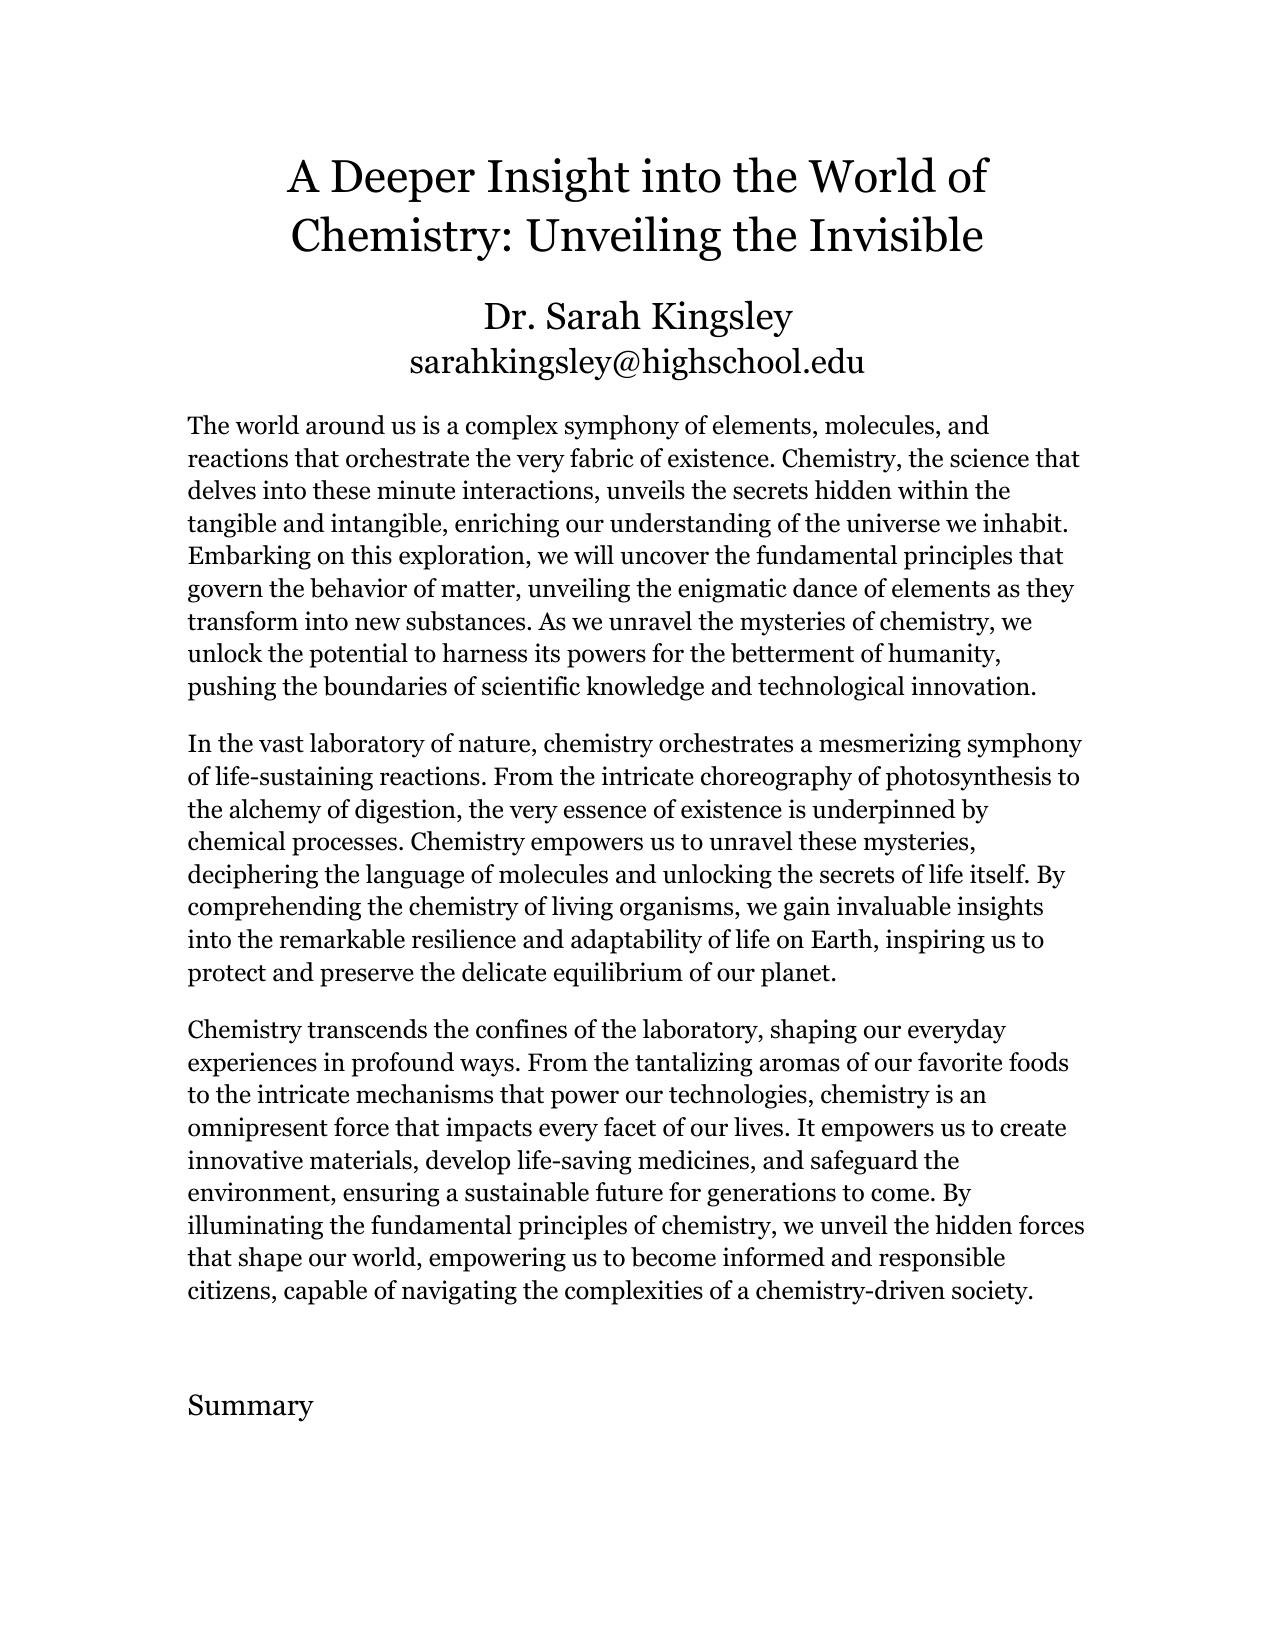 A Deeper Insight into the World of
Chemistry: Unveiling the Invisible
Dr. Sarah Kingsley
sarahkingsley@highschool.edu
The world around us is a complex symphony of elements, molecules, and
reactions that orchestrate the very fabric of existence. Chemistry, the science that
delves into these minute interactions, unveils the secrets hidden within the
tangible and intangible, enriching our understanding of the universe we inhabit.
Embarking on this exploration, we will uncover the fundamental principles that
govern the behavior of matter, unveiling the enigmatic dance of elements as they
transform into new substances. As we unravel the mysteries of chemistry, we
unlock the potential to harness its powers for the betterment of humanity,
pushing the boundaries of scientific knowledge and technological innovation.
In the vast laboratory of nature, chemistry orchestrates a mesmerizing symphony
of life-sustaining reactions. From the intricate choreography of photosynthesis to
the alchemy of digestion, the very essence of existence is underpinned by
chemical processes. Chemistry empowers us to unravel these mysteries,
deciphering the language of molecules and unlocking the secrets of life itself. By
comprehending the chemistry of living organisms, we gain invaluable insights
into the remarkable resilience and adaptability of life on Earth, inspiring us to
protect and preserve the delicate equilibrium of our planet.
Chemistry transcends the confines of the laboratory, shaping our everyday
experiences in profound ways. From the tantalizing aromas of our favorite foods
to the intricate mechanisms that power our technologies, chemistry is an
omnipresent force that impacts every facet of our lives. It empowers us to create
innovative materials, develop life-saving medicines, and safeguard the
environment, ensuring a sustainable future for generations to come. By
illuminating the fundamental principles of chemistry, we unveil the hidden forces
that shape our world, empowering us to become informed and responsible
citizens, capable of navigating the complexities of a chemistry-driven society.
Summary